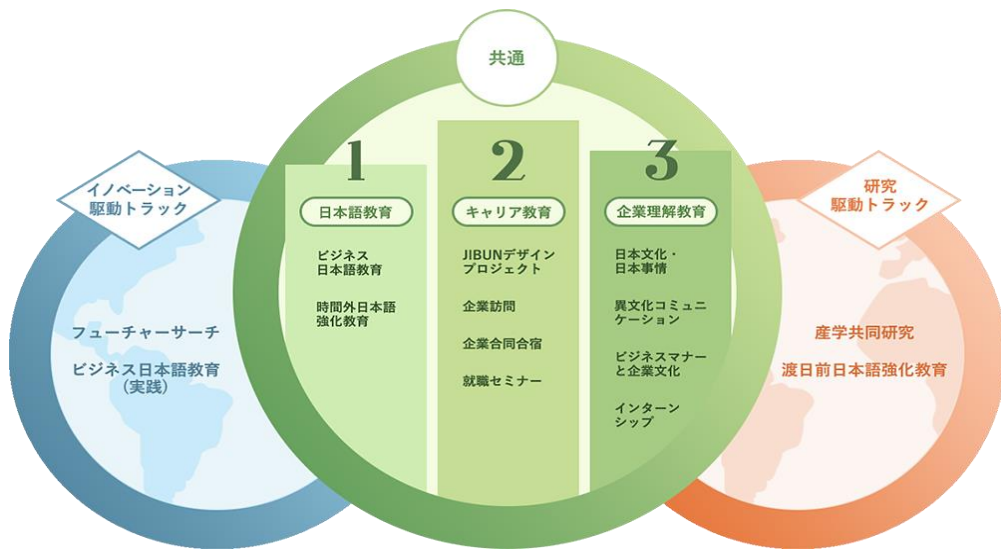 共通
イノベーション
駆動トラック
フューチャーサーチ
ビジネス日本語教育
(実践)
1
日本語教育
ビジネス
日本語教育
時間外日本語
強化教育
2
キャリア教育
JIBUNデザイン
プロジェクト
企業訪問
企業合同合宿
就職セミナー
3
企業理解教育
日本文化・
日本事情
異文化コミュニ
ケーション
ビジネスマナー
と企業文化
インターン
シップ
研究
駆動トラック
産学共同研究
渡日前日本語強化教育